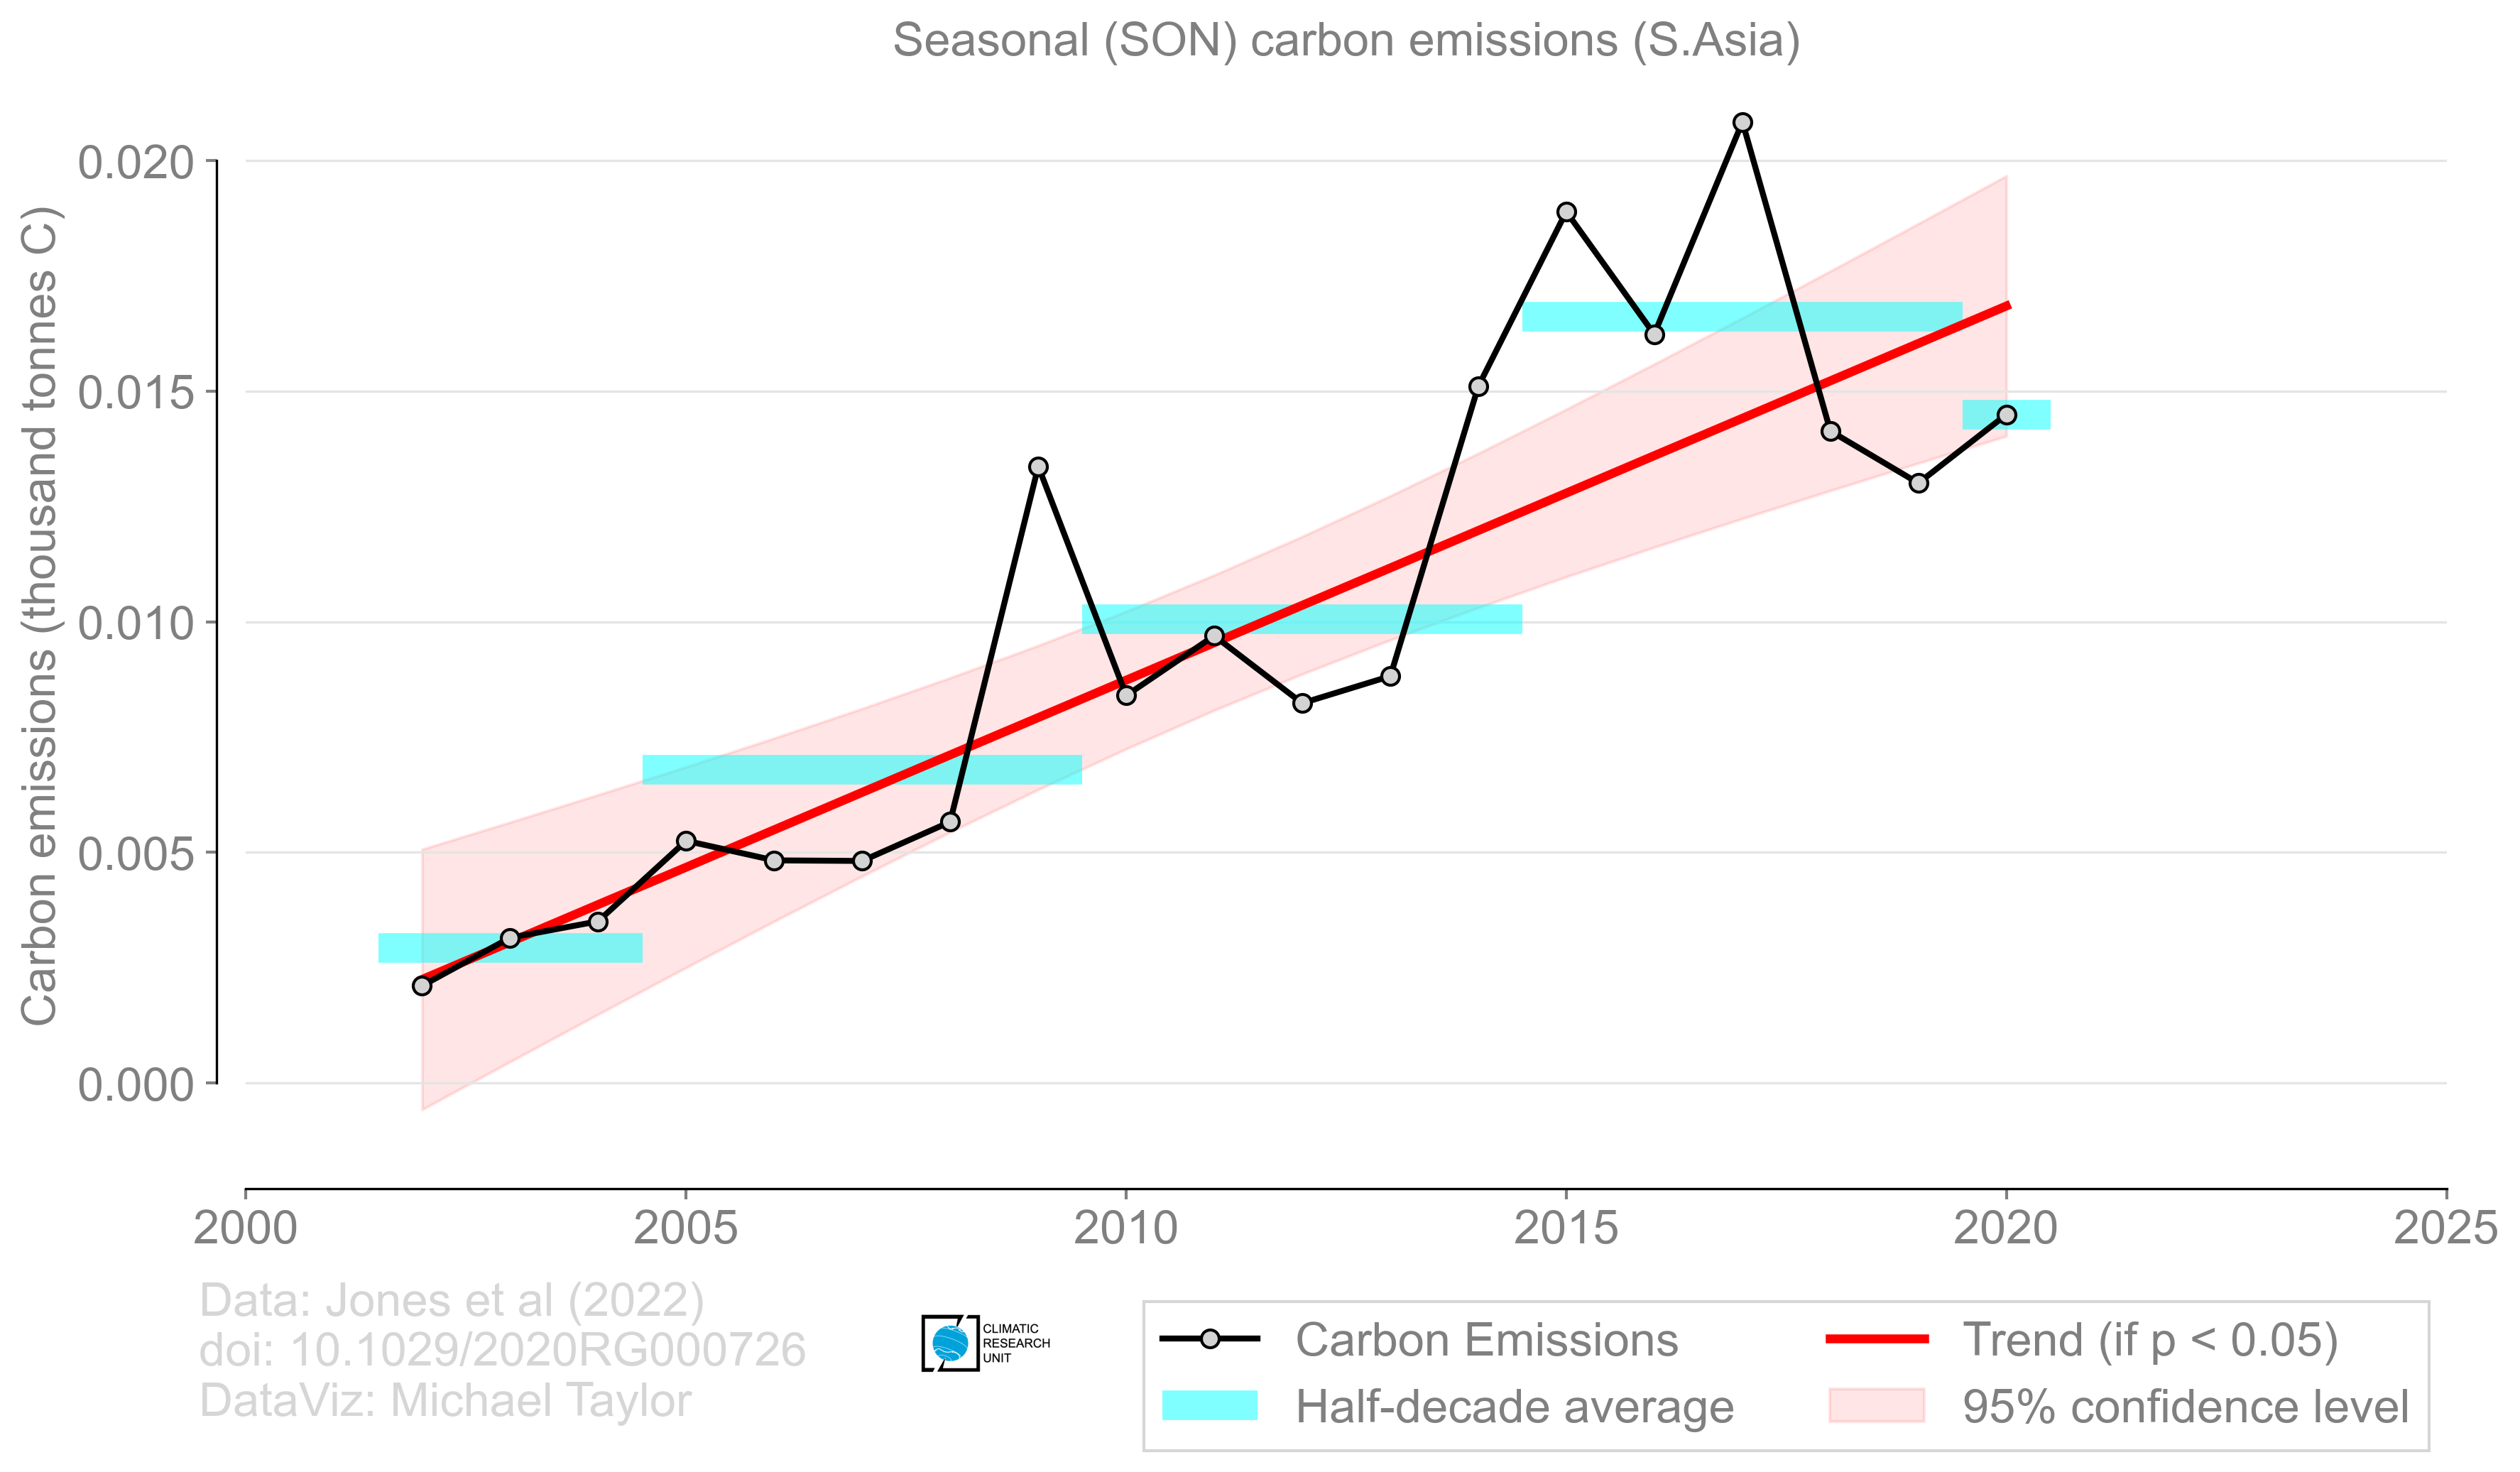 Seasonal (SON) carbon emissions (S.Asia)
Carbon emissions (thousand tonnes C)
0.020
0.015
0.010
0.005
0.000
2000
2005
2010
2015
2020
2025
Data: Jones et al (2022)
doi: 10.1029/2020RG000726
DataViz: Michael Taylor
CLIMATIC
RESEARCH
UNIT
Carbon Emissions
Half-decade average
Trend (if p < 0.05)
95% confidence level